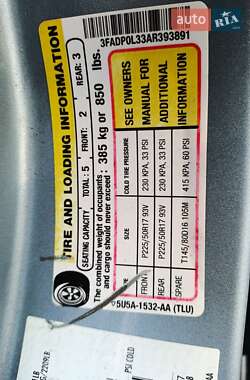 AUTO RIA
3FADP0L33AR393891
TIRE AND LOADING INFORMATION
SEATING CAPACITY TOTAL: 5 FRONT: 2 REAR: 3
The combined weight of occupants
and cargo should never exceed: 385 kg or 850 lbs.
SIZE COLD TIRE PRESSURE
FRONT P225/50R17 93V 230 KPA, 33 PSI
REAR P225/50R17 93V 230 KPA, 33 PSI
SPARE T145/80D16 105M 415 KPA, 60 PSI
SEE OWNERS
MANUAL FOR
ADDITIONAL
INFORMATION
5U5A-1532-AA (TLU)
PSI COLD